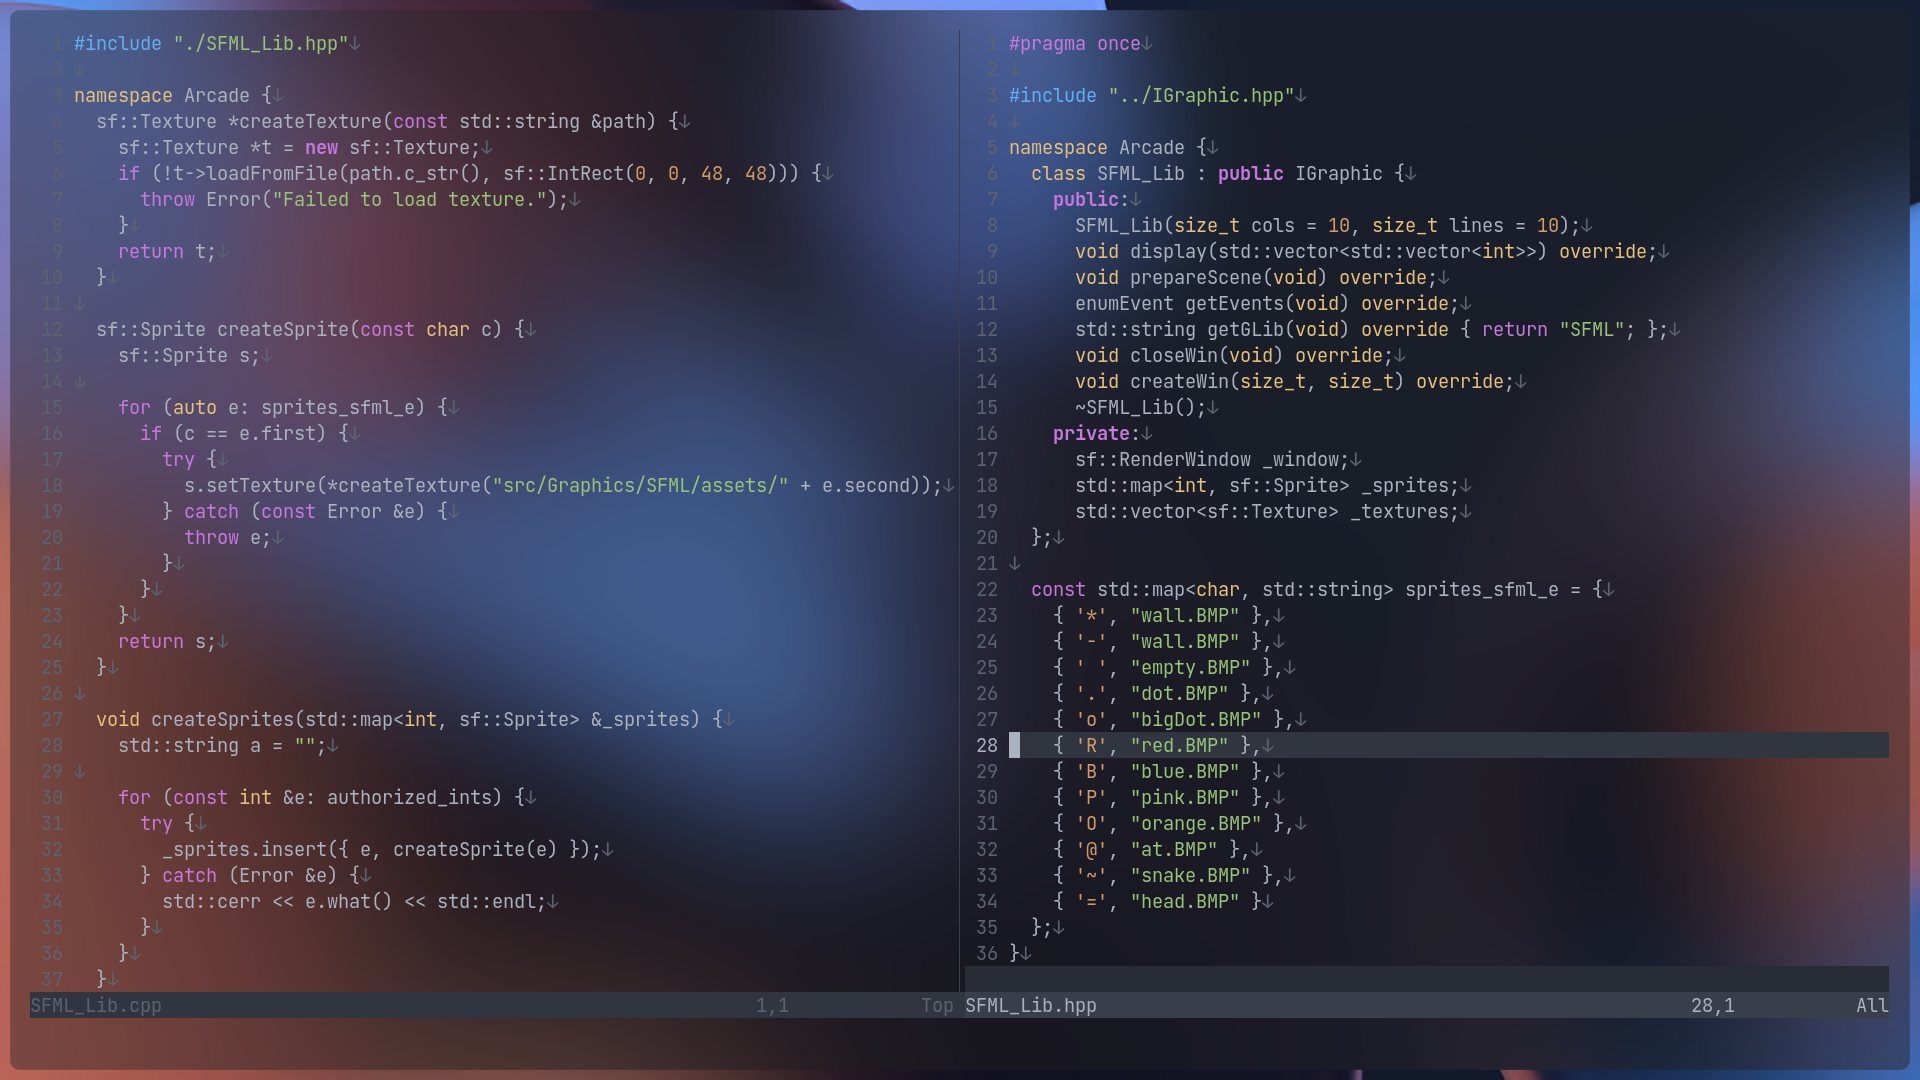 1 #include "./SFML_Lib.hpp"↓
2 ↓
3 namespace Arcade {↓
4   sf::Texture *createTexture(const std::string &path) {↓
5     sf::Texture *t = new sf::Texture;↓
6     if (!t->loadFromFile(path.c_str(), sf::IntRect(0, 0, 48, 48))) {↓
7       throw Error("Failed to load texture.");↓
8     }↓
9     return t;↓
10   }↓
11 ↓
12   sf::Sprite createSprite(const char c) {↓
13     sf::Sprite s;↓
14 ↓
15     for (auto e: sprites_sfml_e) {↓
16       if (c == e.first) {↓
17         try {↓
18           s.setTexture(*createTexture("src/Graphics/SFML/assets/" + e.second));↓
19         } catch (const Error &e) {↓
20           throw e;↓
21         }↓
22       }↓
23     }↓
24     return s;↓
25   }↓
26 ↓
27   void createSprites(std::map<int, sf::Sprite> &_sprites) {↓
28     std::string a = "";↓
29 ↓
30     for (const int &e: authorized_ints) {↓
31       try {↓
32         _sprites.insert({ e, createSprite(e) });↓
33       } catch (Error &e) {↓
34         std::cerr << e.what() << std::endl;↓
35       }↓
36     }↓
37   }↓
SFML_Lib.cpp 1,1 Top
1 #pragma once↓
2 ↓
3 #include "../IGraphic.hpp"↓
4 ↓
5 namespace Arcade {↓
6   class SFML_Lib : public IGraphic {↓
7     public:↓
8       SFML_Lib(size_t cols = 10, size_t lines = 10);↓
9       void display(std::vector<std::vector<int>>) override;↓
10       void prepareScene(void) override;↓
11       enumEvent getEvents(void) override;↓
12       std::string getGLib(void) override { return "SFML"; };↓
13       void closeWin(void) override;↓
14       void createWin(size_t, size_t) override;↓
15       ~SFML_Lib();↓
16     private:↓
17       sf::RenderWindow _window;↓
18       std::map<int, sf::Sprite> _sprites;↓
19       std::vector<sf::Texture> _textures;↓
20   };↓
21 ↓
22   const std::map<char, std::string> sprites_sfml_e = {↓
23     { '*', "wall.BMP" },↓
24     { '-', "wall.BMP" },↓
25     { ' ', "empty.BMP" },↓
26     { '.', "dot.BMP" },↓
27     { 'o', "bigDot.BMP" },↓
28     { 'R', "red.BMP" },↓
29     { 'B', "blue.BMP" },↓
30     { 'P', "pink.BMP" },↓
31     { 'O', "orange.BMP" },↓
32     { '@', "at.BMP" },↓
33     { '~', "snake.BMP" },↓
34     { '=', "head.BMP" }↓
35   };↓
36 }↓
SFML_Lib.hpp 28,1 All